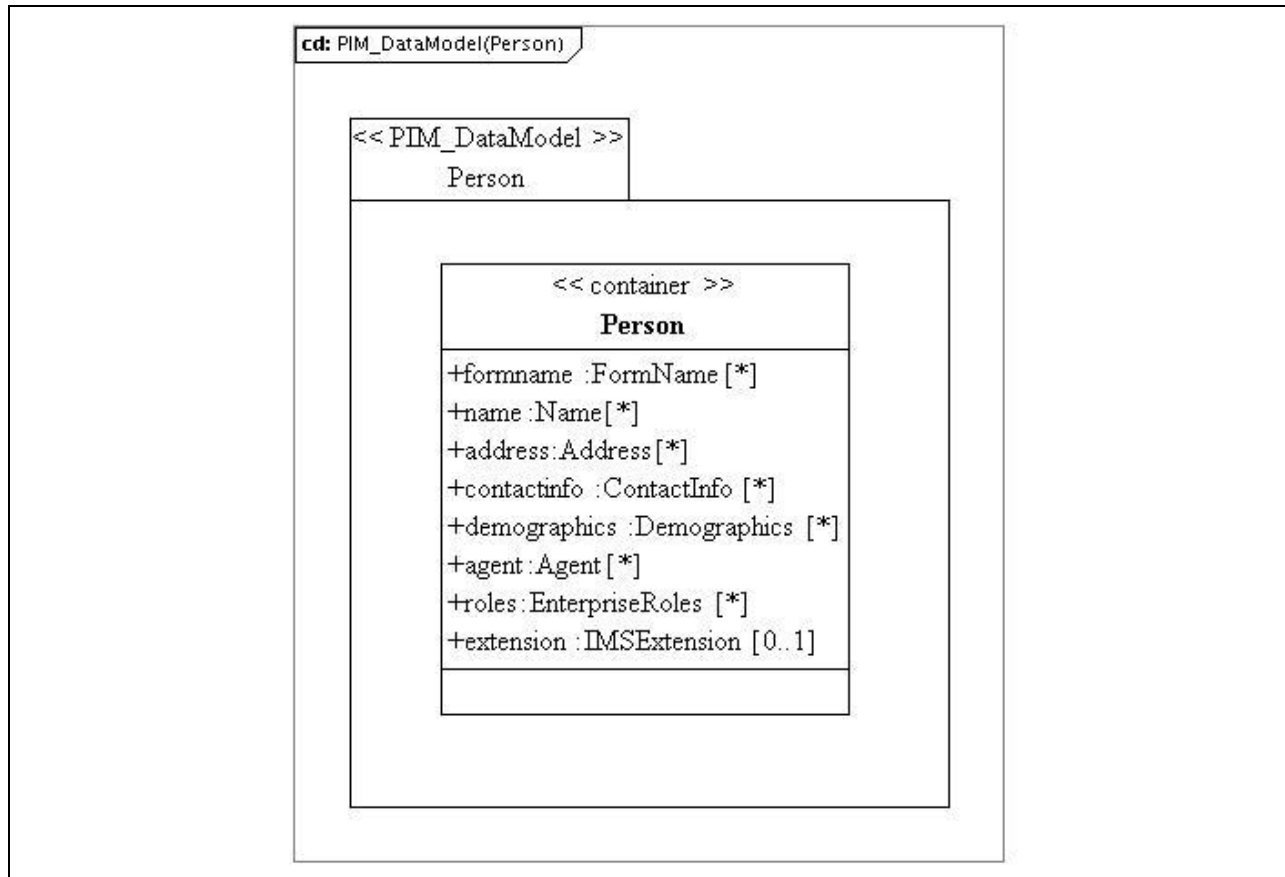 cd: PIM_DataModel(Person)
<< PIM_DataModel >>
Person
<< container >>
Person
+formname :FormName [*]
+name :Name[*]
+address:Address [*]
+contactinfo :ContactInfo [*]
+demographics :Demographics [*]
+agent :Agent [*]
+roles :EnterpriseRoles [*]
+extension :IMSExtension [0..1]